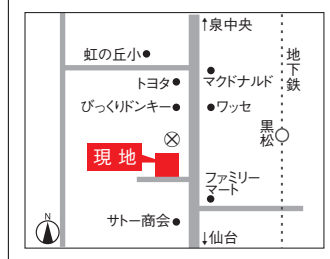 ↑泉中央
虹の丘小●
地下鉄
トヨタ●
●マクドナルド
びっくりドンキー●
●ワッセ
黒松
現地
ファミリー
マート
●
サトー商会●
↓仙台
N